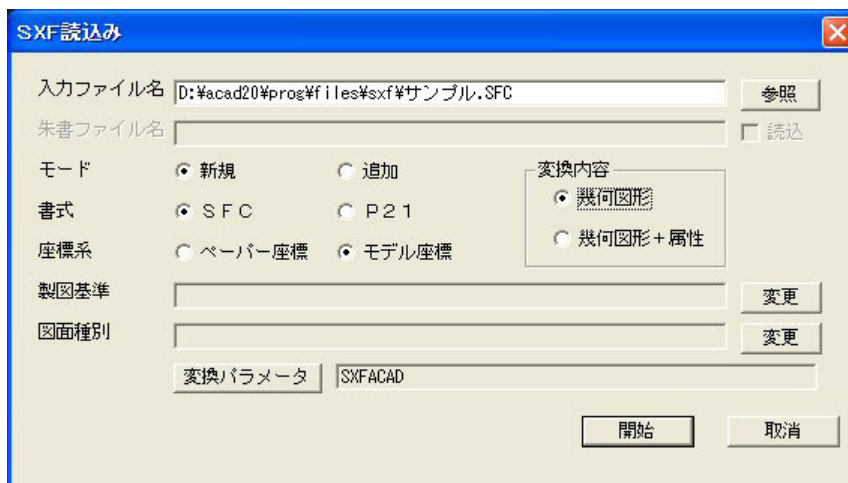 SXF読込み
入力ファイル名 D:¥acad20¥prog¥files¥sxf¥サンプル.SFC 参照
朱書ファイル名 読込
モード 新規 追加 変換内容
幾何図形
書式 ＳＦＣ Ｐ２１
幾何図形＋属性
座標系 ペーパー座標 モデル座標
製図基準 変更
図面種別 変更
変換パラメータ SXFACAD
開始 取消